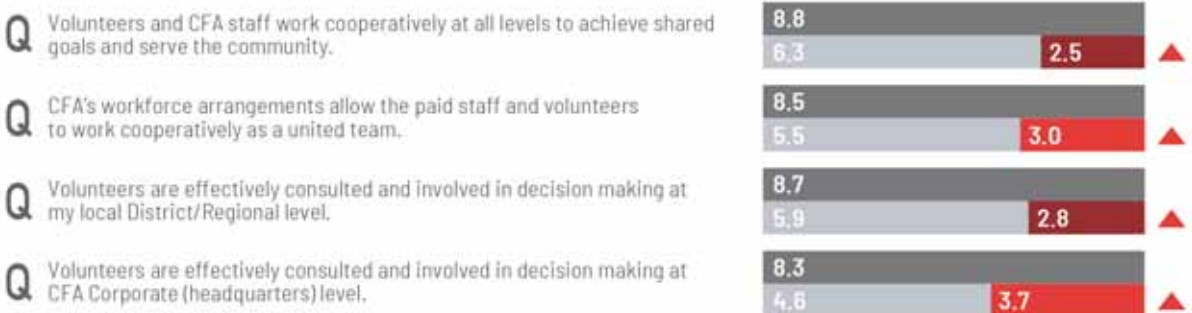 Q Volunteers and CFA staff work cooperatively at all levels to achieve shared
goals and serve the community.
8.8
6.3 2.5
Q CFA's workforce arrangements allow the paid staff and volunteers
to work cooperatively as a united team.
8.5
5.5 3.0
Q Volunteers are effectively consulted and involved in decision making at
my local District/Regional level.
8.7
5.9 2.8
Q Volunteers are effectively consulted and involved in decision making at
CFA Corporate (headquarters) level.
8.3
4.6 3.7